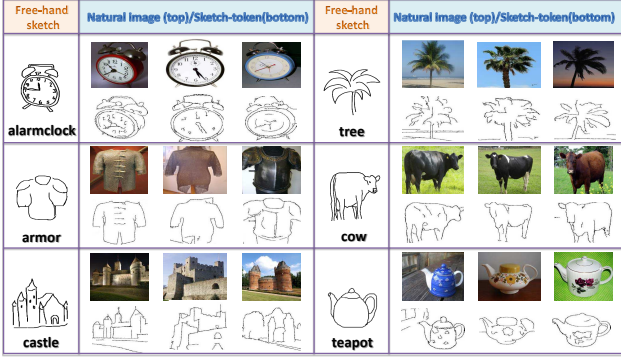 Free-hand sketch
Natural image (top)/Sketch-token(bottom)
Free-hand sketch
Natural image (top)/Sketch-token(bottom)
alarmclock
tree
armor
cow
castle
teapot